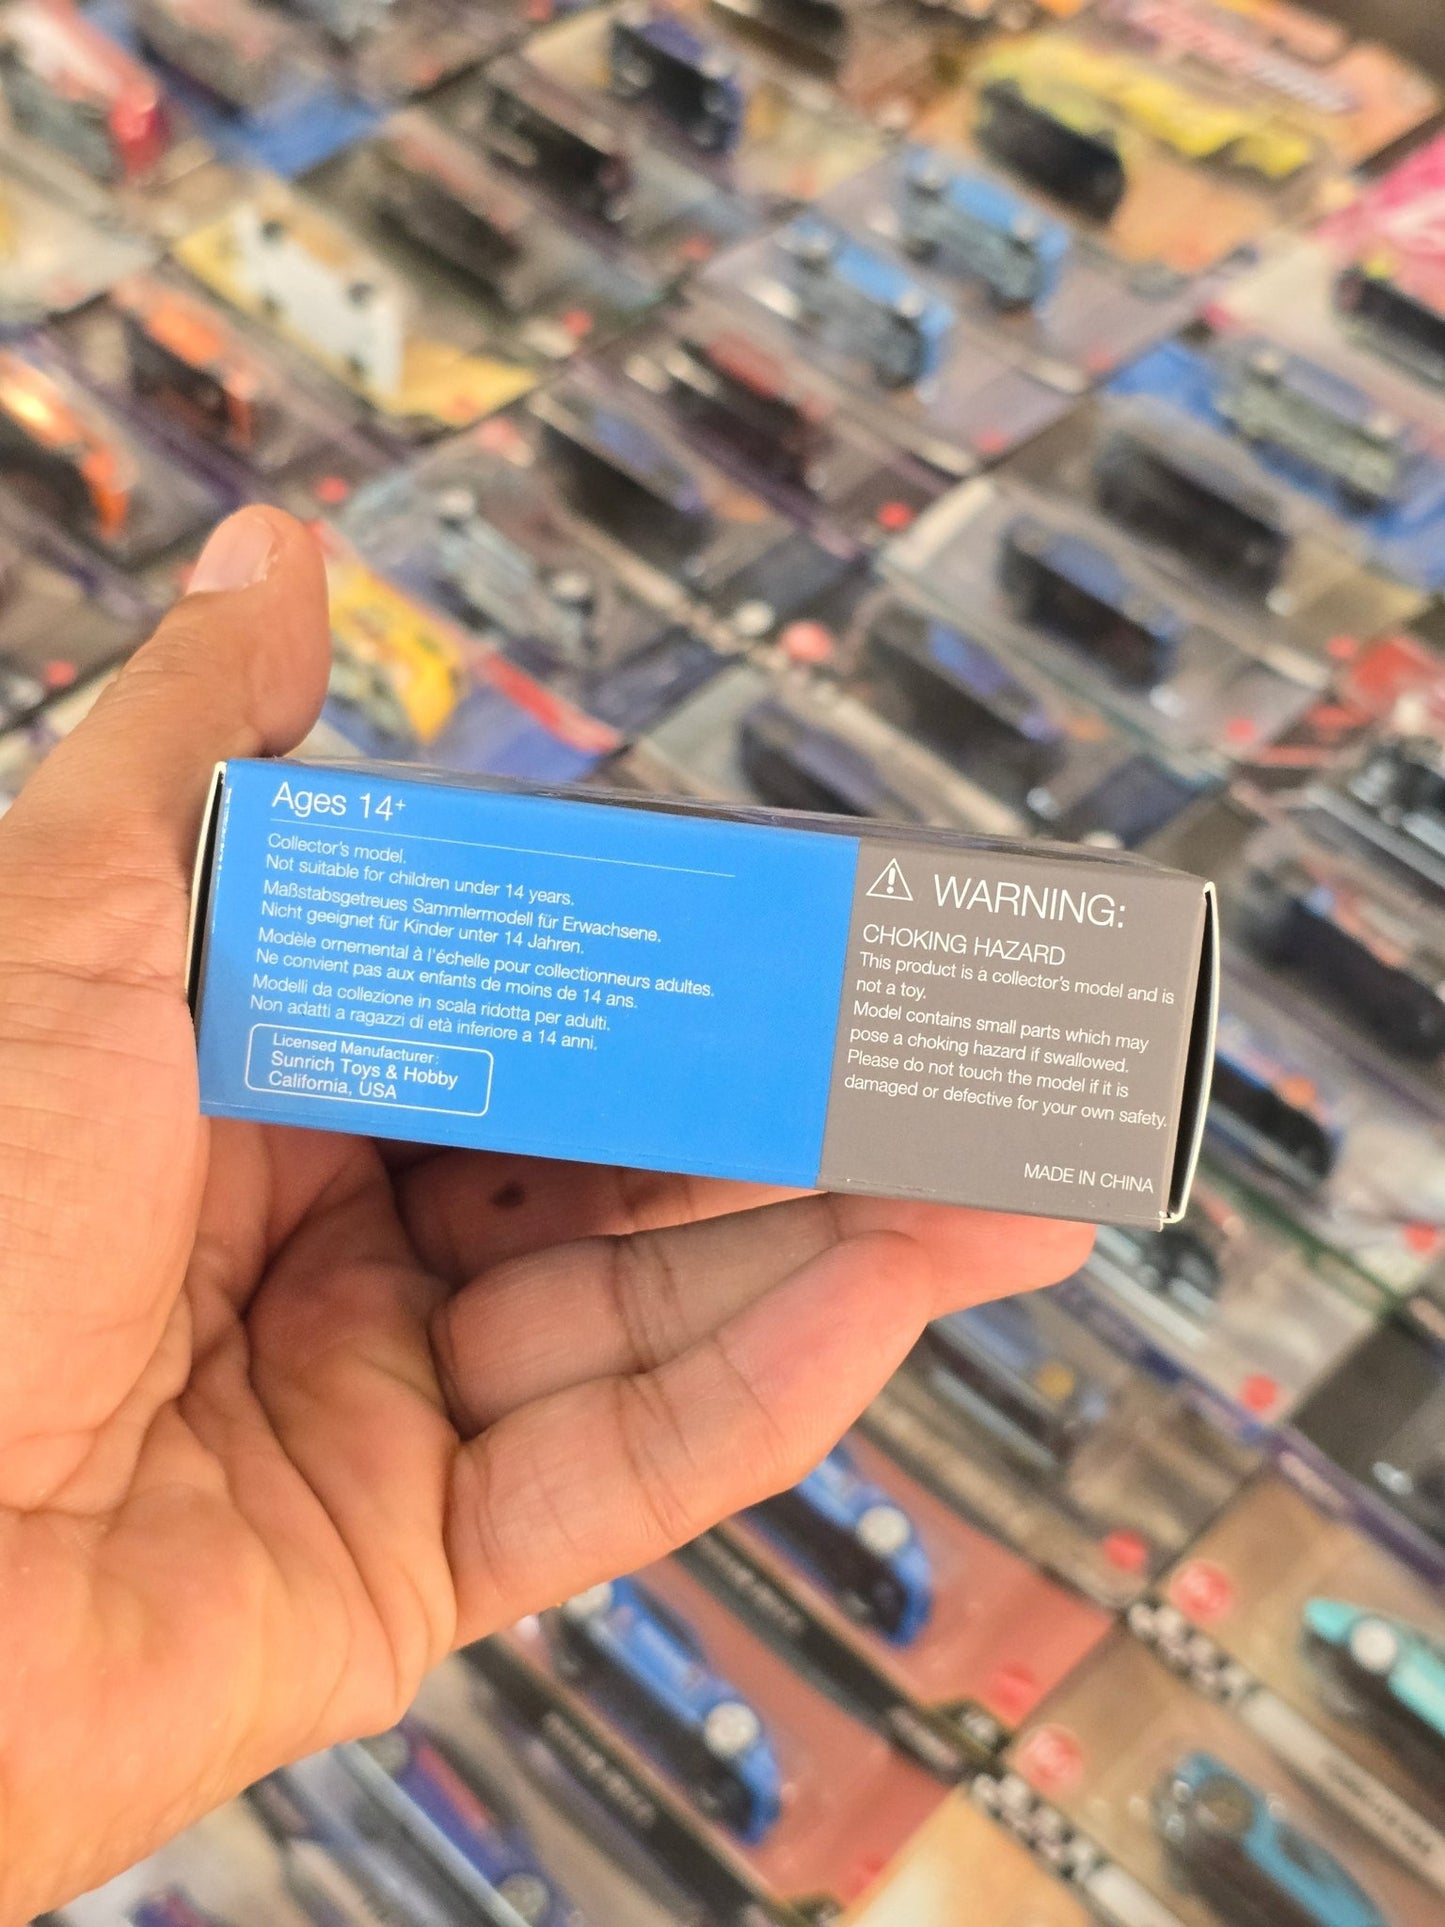 Ages 14+
Collector's model.
Not suitable for children under 14 years.
Maßstabsgetreues Sammlermodell für Erwachsene.
Nicht geeignet für Kinder unter 14 Jahren.
Modèle ornemental à l'échelle pour collectionneurs adultes.
Ne convient pas aux enfants de moins de 14 ans.
Modelli da collezione in scala ridotta per adulti.
Non adatti a ragazzi di età inferiore a 14 anni.
Licensed Manufacturer:
Sunrich Toys & Hobby
California, USA
WARNING:
CHOKING HAZARD
This product is a collector's model and is
not a toy.
Model contains small parts which may
pose a choking hazard if swallowed.
Please do not touch the model if it is
damaged or defective for your own safety.
MADE IN CHINA